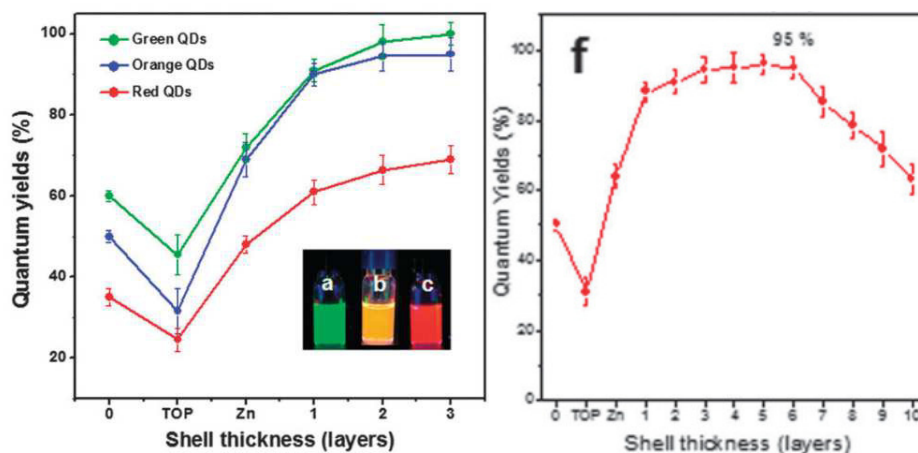 100
80
60
40
20
Quantum yields (%)
Green QDs
Orange QDs
Red QDs
a b c
0 TOP Zn 1 2 3
Shell thickness (layers)
f
95 %
100
80
60
40
20
0
Quantum Yields (%)
0 TOP Zn 1 2 3 4 5 6 7 8 9 10
Shell thickness (layers)